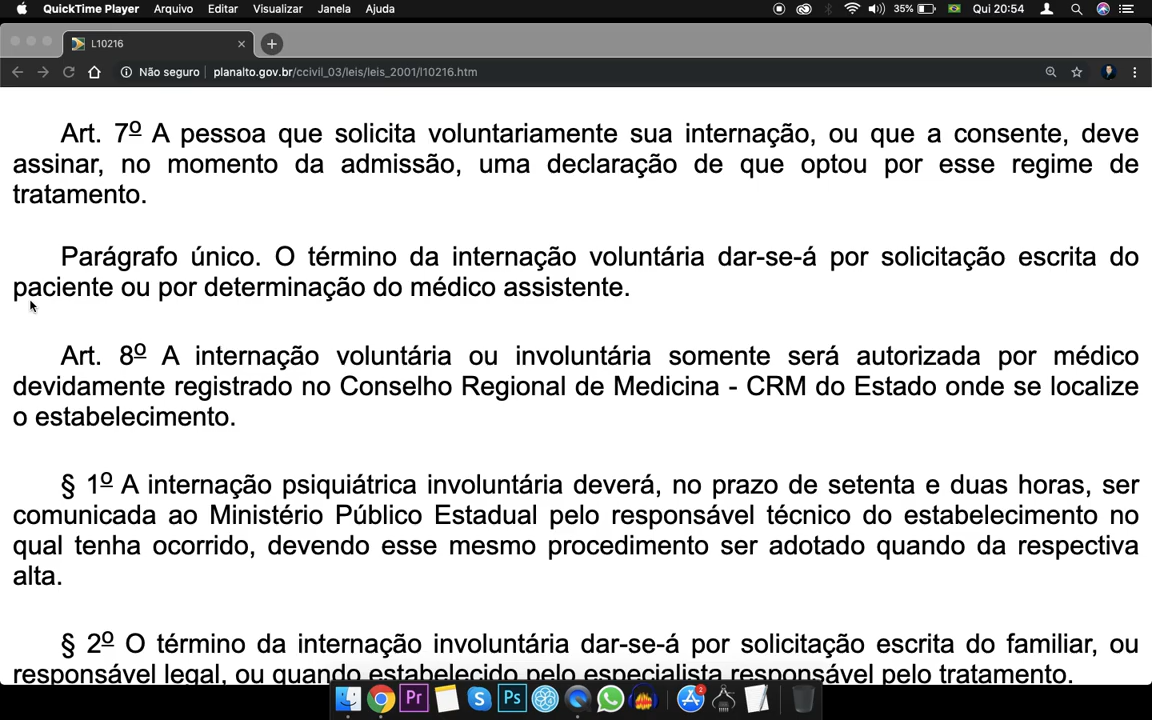 QuickTime Player Arquivo Editar Visualizar Janela Ajuda 35% Qui 20:54
L10216
Não seguro planalto.gov.br/ccivil_03/leis/leis_2001/l10216.htm
Art. 7º A pessoa que solicita voluntariamente sua internação, ou que a consente, deve
assinar, no momento da admissão, uma declaração de que optou por esse regime de
tratamento.
Parágrafo único. O término da internação voluntária dar-se-á por solicitação escrita do
paciente ou por determinação do médico assistente.
Art. 8º A internação voluntária ou involuntária somente será autorizada por médico
devidamente registrado no Conselho Regional de Medicina - CRM do Estado onde se localize
o estabelecimento.
§ 1º A internação psiquiátrica involuntária deverá, no prazo de setenta e duas horas, ser
comunicada ao Ministério Público Estadual pelo responsável técnico do estabelecimento no
qual tenha ocorrido, devendo esse mesmo procedimento ser adotado quando da respectiva
alta.
§ 2º O término da internação involuntária dar-se-á por solicitação escrita do familiar, ou
responsável legal, ou quando estabelecido pelo especialista responsável pelo tratamento.
Pr S Ps 2